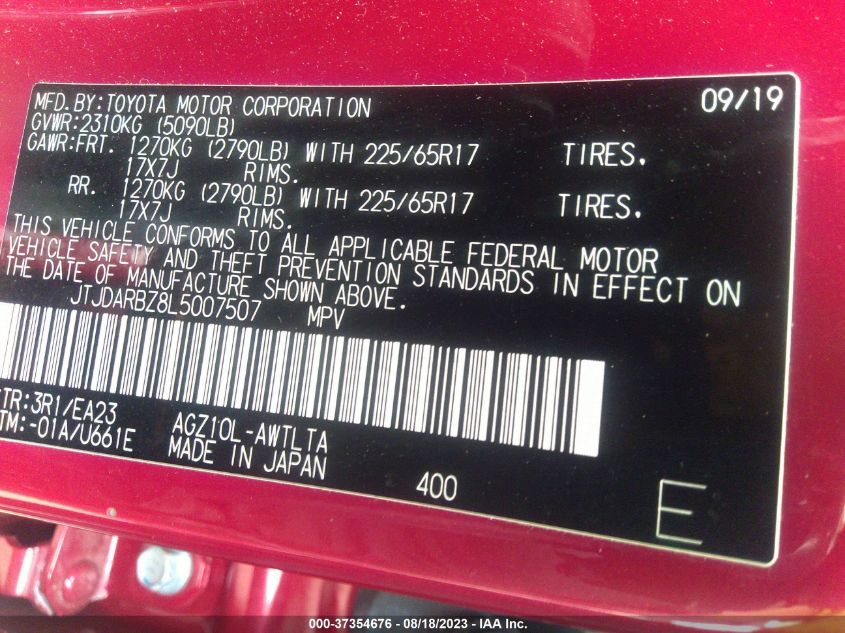 MFD.BY:TOYOTA MOTOR CORPORATION 09/19
GVWR:2310KG (5090LB)
GAWR:FRT. 1270KG (2790LB) WITH 225/65R17 TIRES.
17X7J RIMS.
RR. 1270KG (2790LB) WITH 225/65R17 TIRES.
17X7J RIMS.
THIS VEHICLE CONFORMS TO ALL APPLICABLE FEDERAL MOTOR
VEHICLE SAFETY AND THEFT PREVENTION STANDARDS IN EFFECT ON
THE DATE OF MANUFACTURE SHOWN ABOVE.
JTJDARBZ8L5007507 MPV
TR:3R1/EA23 AGZ10L-AWTLTA
TM:-01A/U661E MADE IN JAPAN
400 E
000-37354676 - 08/18/2023 - IAA Inc.